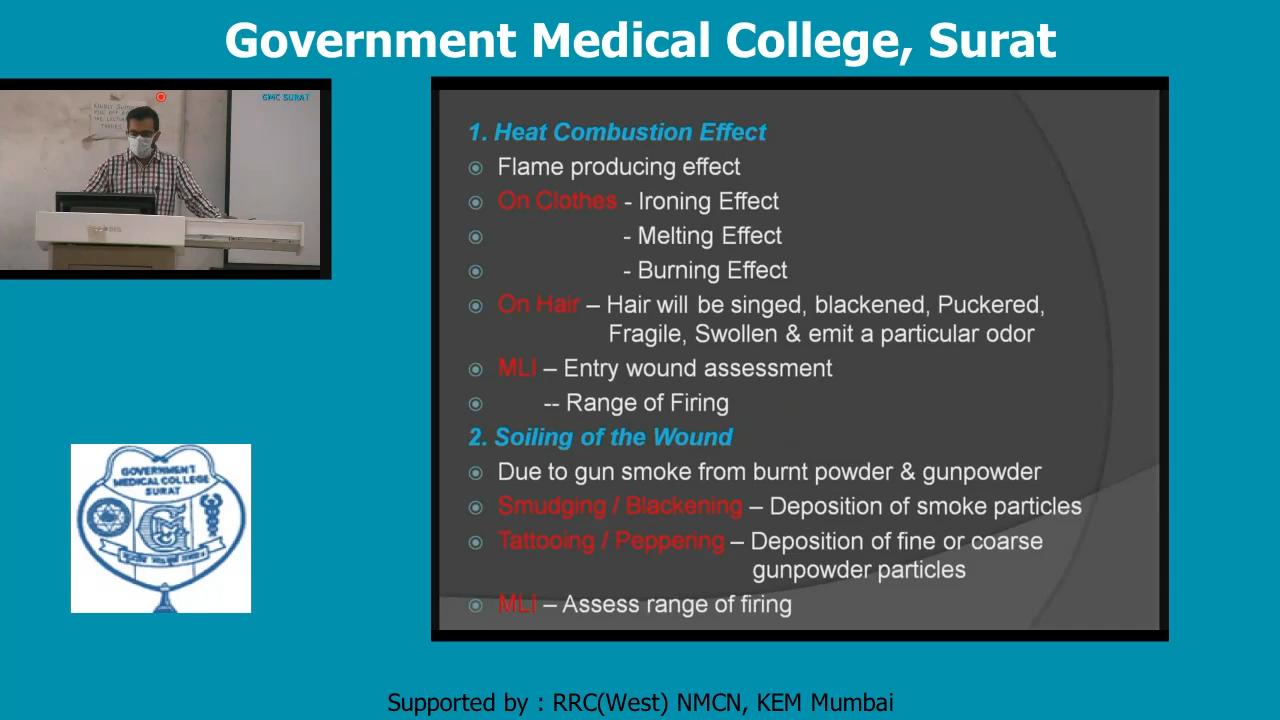 Government Medical College, Surat
GMC SURAT
KINDLY SWITCH
THE LECTURE
1. Heat Combustion Effect
Flame producing effect
On Clothes - Ironing Effect
- Melting Effect
- Burning Effect
On Hair – Hair will be singed, blackened, Puckered,
Fragile, Swollen & emit a particular odor
MLI – Entry wound assessment
-- Range of Firing
2. Soiling of the Wound
Due to gun smoke from burnt powder & gunpowder
Smudging / Blackening – Deposition of smoke particles
Tattooing / Peppering – Deposition of fine or coarse
gunpowder particles
MLI – Assess range of firing
GOVERNMENT
MEDICAL COLLEGE
SURAT
Supported by : RRC(West) NMCN, KEM Mumbai